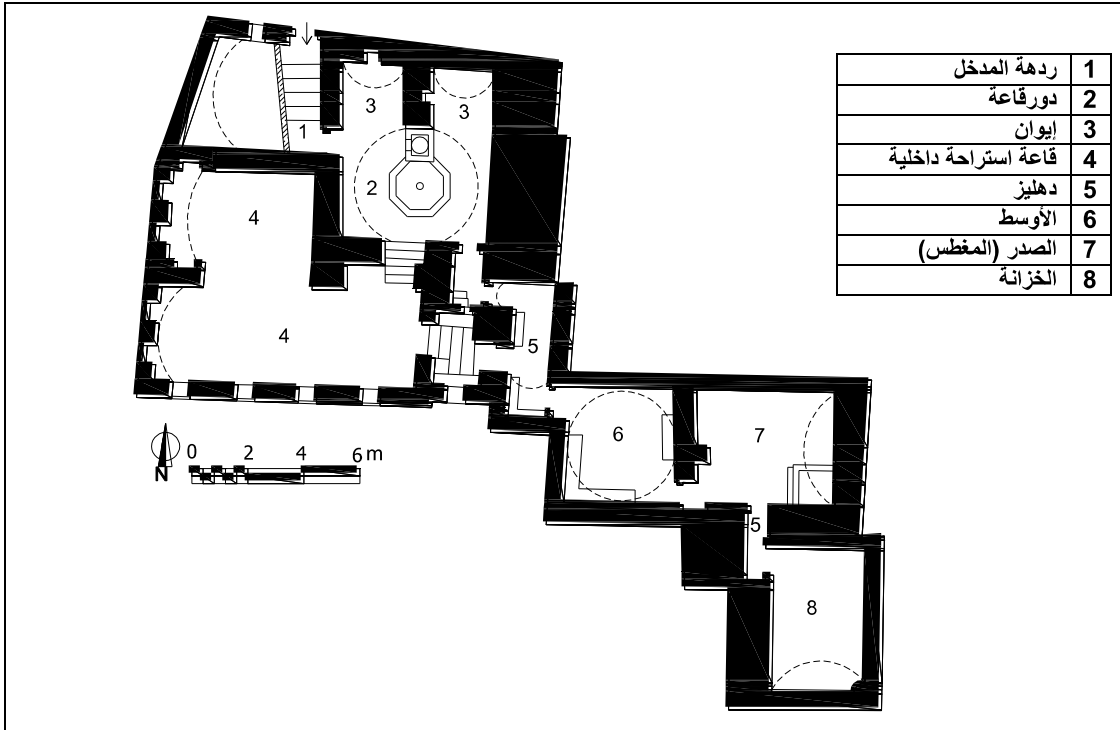 1 ردهة المدخل
2 دورقاعة
3 إيوان
4 قاعة استراحة داخلية
5 دهليز
6 الأوسط
7 الصدر (المغطس)
8 الخزانة
3
3
1
2
4
4
5
6
7
5
8
N
0 2 4 6 m